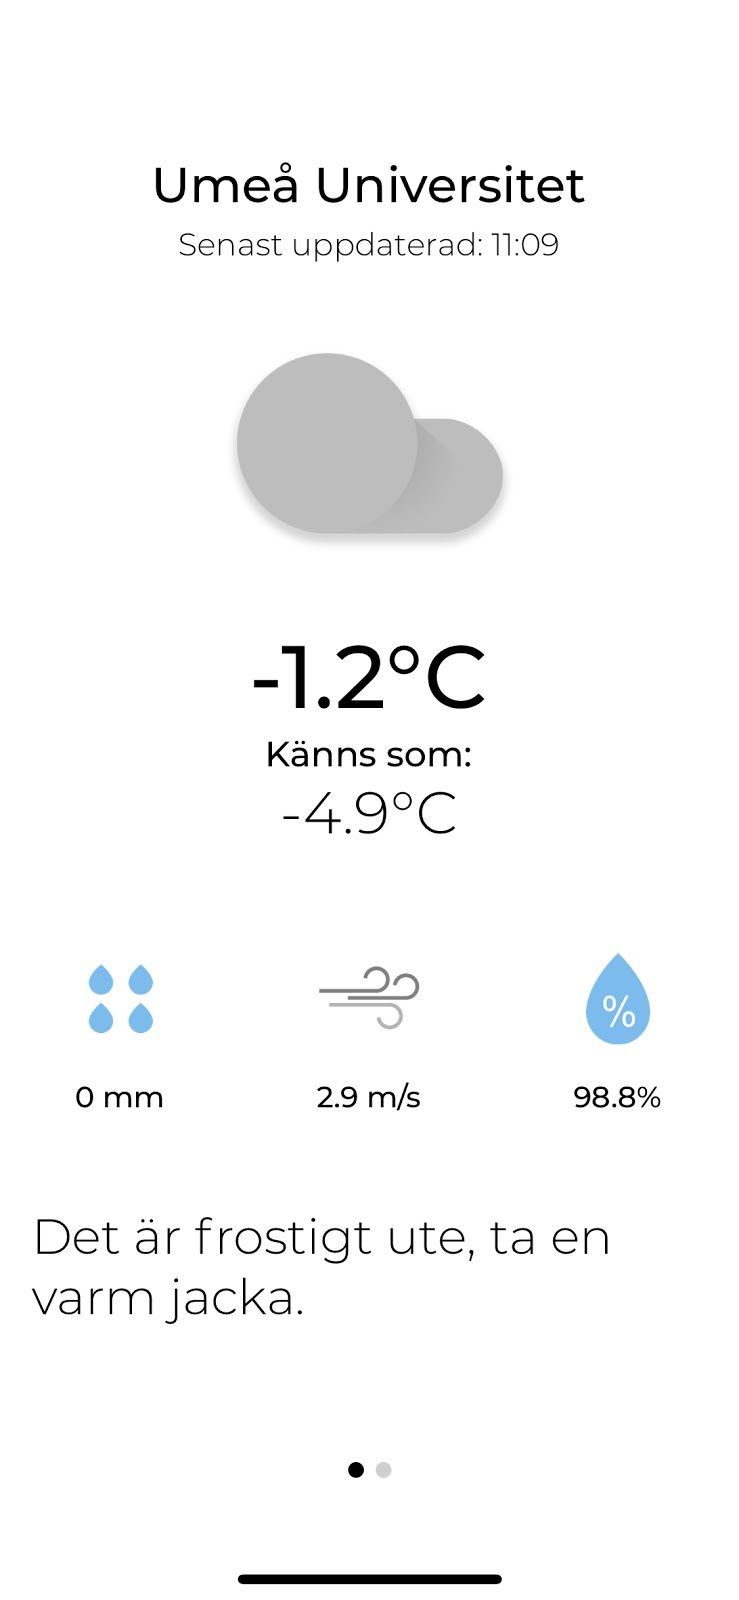 Umeå Universitet
Senast uppdaterad: 11:09
-1.2°C
Känns som:
-4.9°C
%
0 mm
2.9 m/s
98.8%
Det är frostigt ute, ta en
varm jacka.